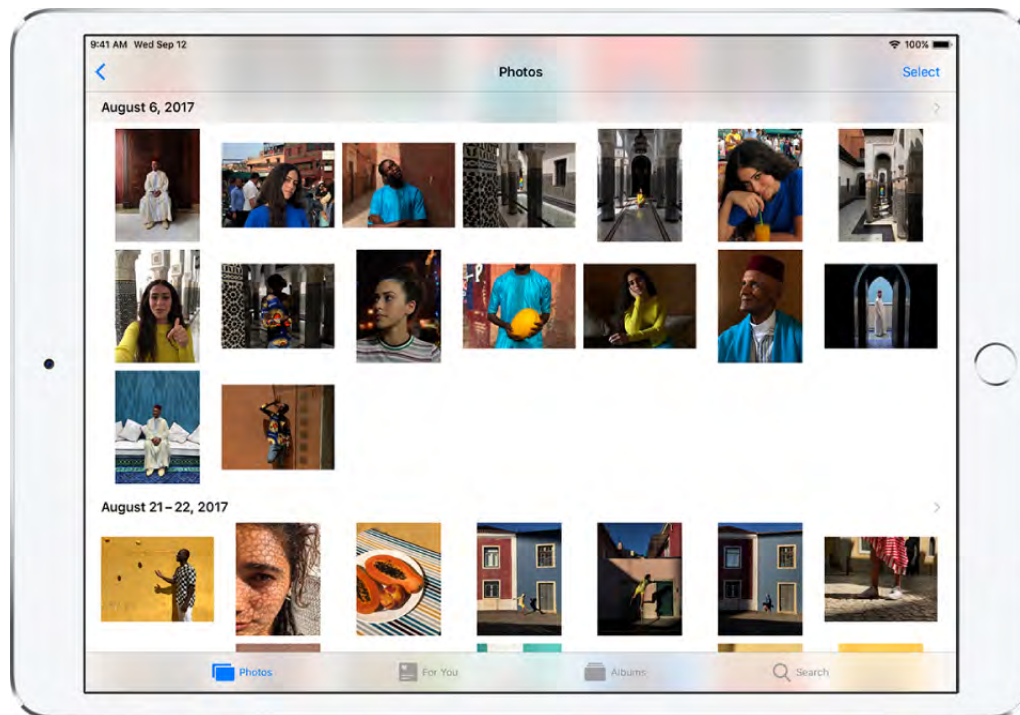 9:41 AM Wed Sep 12
100%
Photos
Select
August 6, 2017
August 21–22, 2017
Photos
For You
Albums
Search